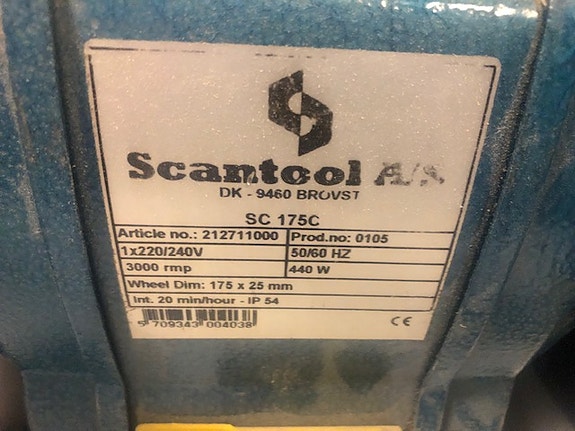 Scantool A/S
DK - 9460 BROVST
SC 175C
Article no.: 212711000 Prod.no: 0105
1x220/240V 50/60 HZ
3000 rmp 440 W
Wheel Dim: 175 x 25 mm
Int. 20 min/hour - IP 54
5 709343 004038 CE